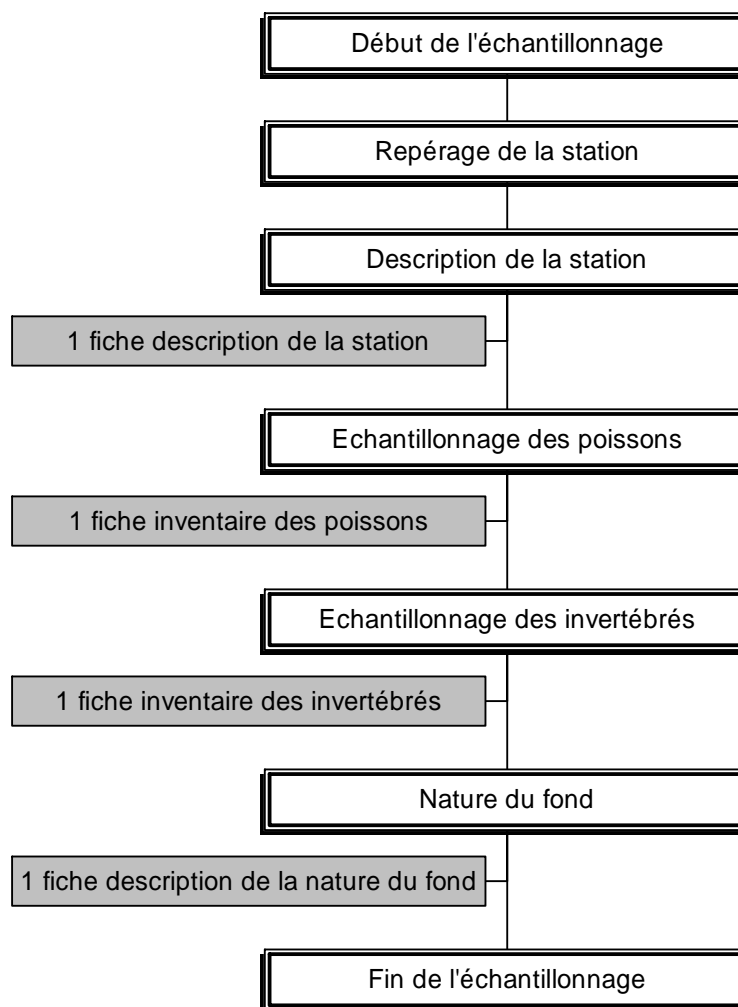 Début de l'échantillonnage
Repérage de la station
Description de la station
1 fiche description de la station
Echantillonnage des poissons
1 fiche inventaire des poissons
Echantillonnage des invertébrés
1 fiche inventaire des invertébrés
Nature du fond
1 fiche description de la nature du fond
Fin de l'échantillonnage